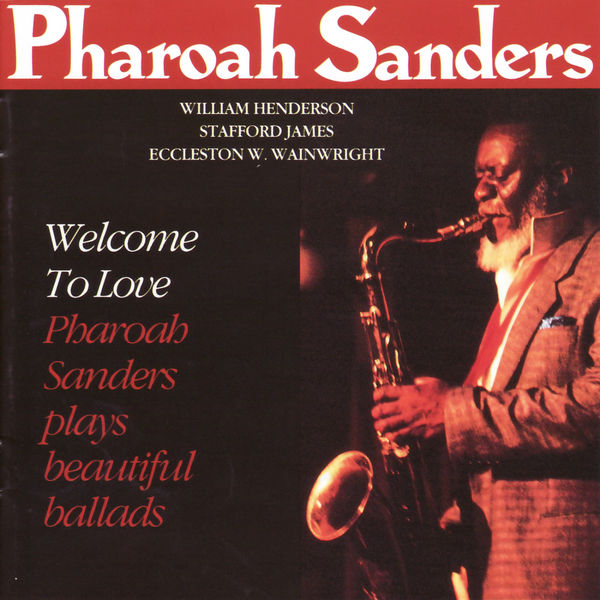 Pharoah Sanders
WILLIAM HENDERSON
STAFFORD JAMES
ECCLESTON W. WAINWRIGHT
Welcome
To Love
Pharoah
Sanders
plays
beautiful
ballads